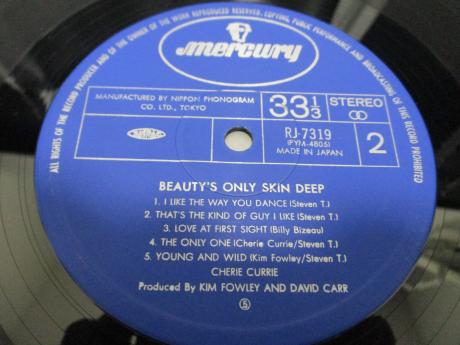 ALL RIGHTS OF THE RECORD PRODUCER AND OF THE OWNER OF THE WORK REPRODUCED RESERVED. COPYING, PUBLIC PERFORMANCE AND BROADCASTING OF THIS RECORD PROHIBITED
mercury
MANUFACTURED BY NIPPON PHONOGRAM CO. LTD., TOKYO
33 1/3
STEREO
RJ-7319
(PYM-4805)
MADE IN JAPAN
2
BEAUTY'S ONLY SKIN DEEP
1. I LIKE THE WAY YOU DANCE (Steven T.)
2. THAT'S THE KIND OF GUY I LIKE (Steven T.)
3. LOVE AT FIRST SIGHT (Billy Bizeau)
4. THE ONLY ONE (Cherie Currie/Steven T.)
5. YOUNG AND WILD (Kim Fowley/Steven T.)
CHERIE CURRIE
Produced By KIM FOWLEY AND DAVID CARR
⑤